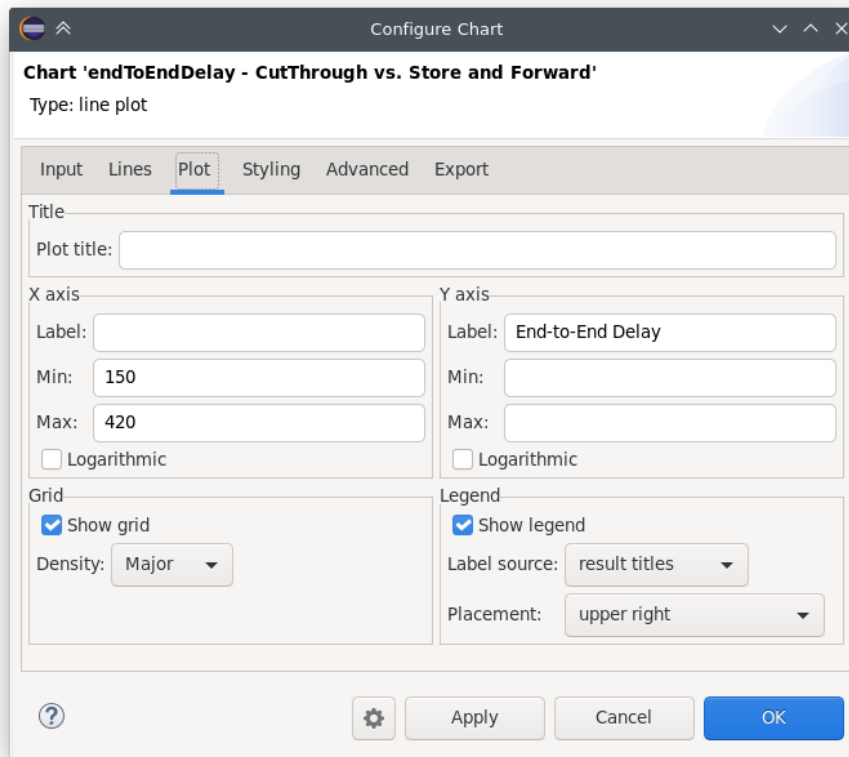 Configure Chart
Chart 'endToEndDelay - CutThrough vs. Store and Forward'
Type: line plot
Input Lines Plot Styling Advanced Export
Title
Plot title:
X axis
Label:
Min: 150
Max: 420
Logarithmic
Y axis
Label: End-to-End Delay
Min:
Max:
Logarithmic
Grid
Show grid
Density: Major
Legend
Show legend
Label source: result titles
Placement: upper right
? Apply Cancel OK